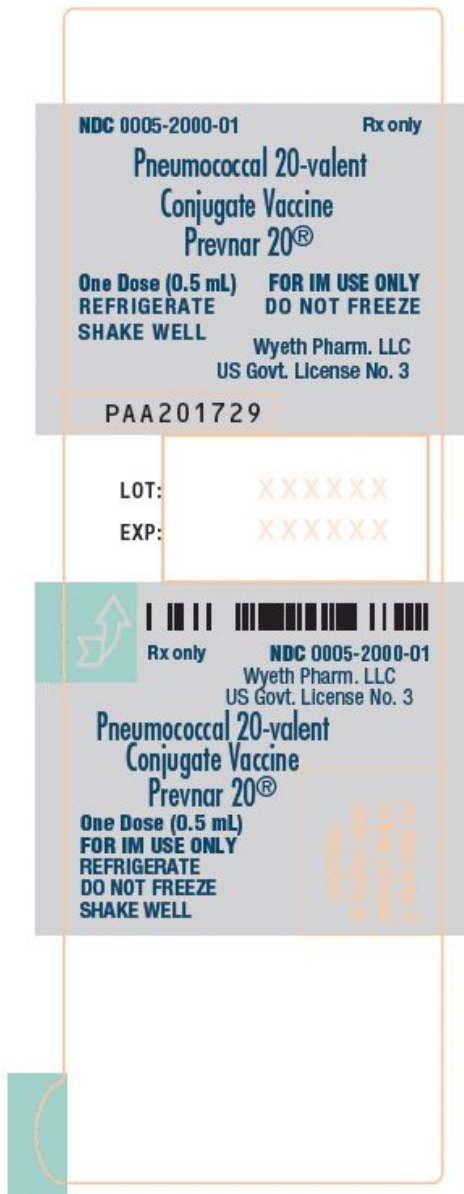 NDC 0005-2000-01 Rx only
Pneumococcal 20-valent
Conjugate Vaccine
Prevnar 20®
One Dose (0.5 mL) FOR IM USE ONLY
REFRIGERATE DO NOT FREEZE
SHAKE WELL
Wyeth Pharm. LLC
US Govt. License No. 3
PAA201729
LOT: XXXXXX
EXP: XXXXXX
Rx only NDC 0005-2000-01
Wyeth Pharm. LLC
US Govt. License No. 3
Pneumococcal 20-valent
Conjugate Vaccine
Prevnar 20®
One Dose (0.5 mL)
FOR IM USE ONLY
REFRIGERATE
DO NOT FREEZE
SHAKE WELL